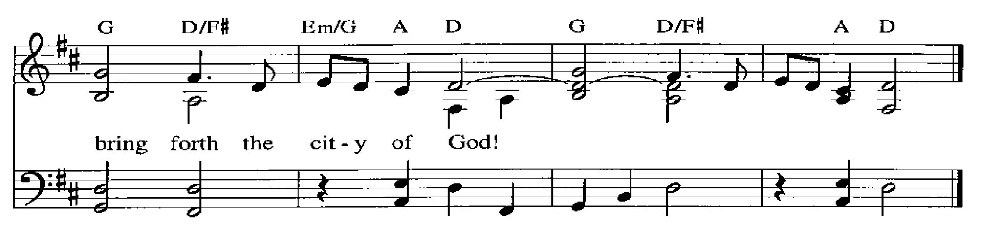 G D/F♯ Em/G A D G D/F♯ A D
bring forth the cit - y of God!